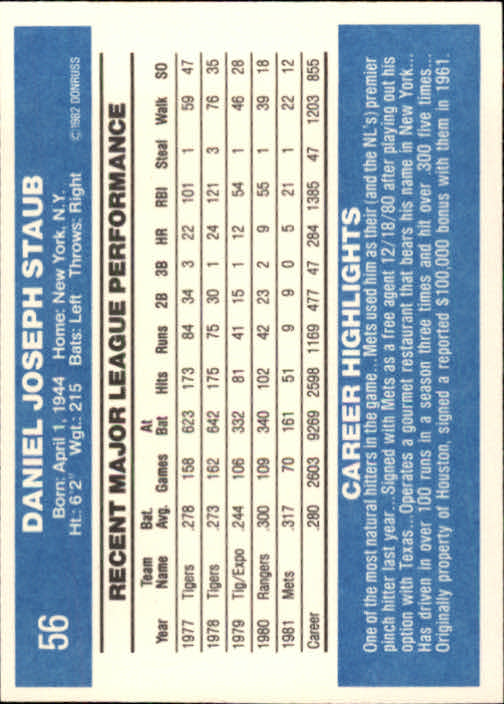 56
DANIEL JOSEPH STAUB
Born: April 1, 1944 Home: New York, N.Y.
Ht.: 6'2" Wgt.: 215 Bats: Left Throws: Right
©1982 DONRUSS
RECENT MAJOR LEAGUE PERFORMANCE
Team Bat. At
Year Name Avg. Games Bat Hits Runs 2B 3B HR RBI Steal Walk SO
1977 Tigers .278 158 623 173 84 34 3 22 101 1 59 47
1978 Tigers .273 162 642 175 75 30 1 24 121 3 76 35
1979 Tig/Expo .244 106 332 81 41 15 1 12 54 1 46 28
1980 Rangers .300 109 340 102 42 23 2 9 55 1 39 18
1981 Mets .317 70 161 51 9 9 0 5 21 1 22 12
Career .280 2603 9269 2598 1169 477 47 284 1385 47 1203 855
CAREER HIGHLIGHTS
One of the most natural hitters in the game... Mets used him as their (and the NL's) premier
pinch hitter last year... Signed with Mets as a free agent 12/18/80 after playing out his
option with Texas... Operates a gourmet restaurant that bears his name in New York...
Has driven in over 100 runs in a season three times and hit over .300 five times...
Originally property of Houston, signed a reported $100,000 bonus with them in 1961.